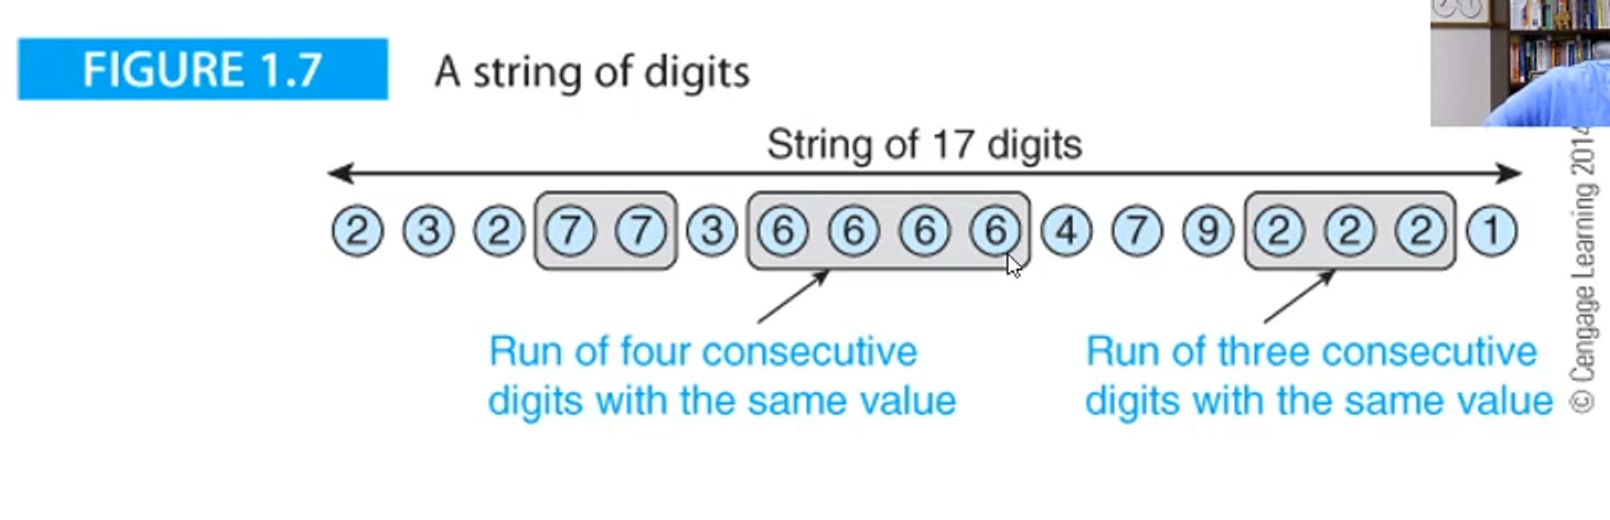 FIGURE 1.7 A string of digits
String of 17 digits
2 3 2 7 7 3 6 6 6 6 4 7 9 2 2 2 1
Run of four consecutive
digits with the same value
Run of three consecutive
digits with the same value
© Cengage Learning 201